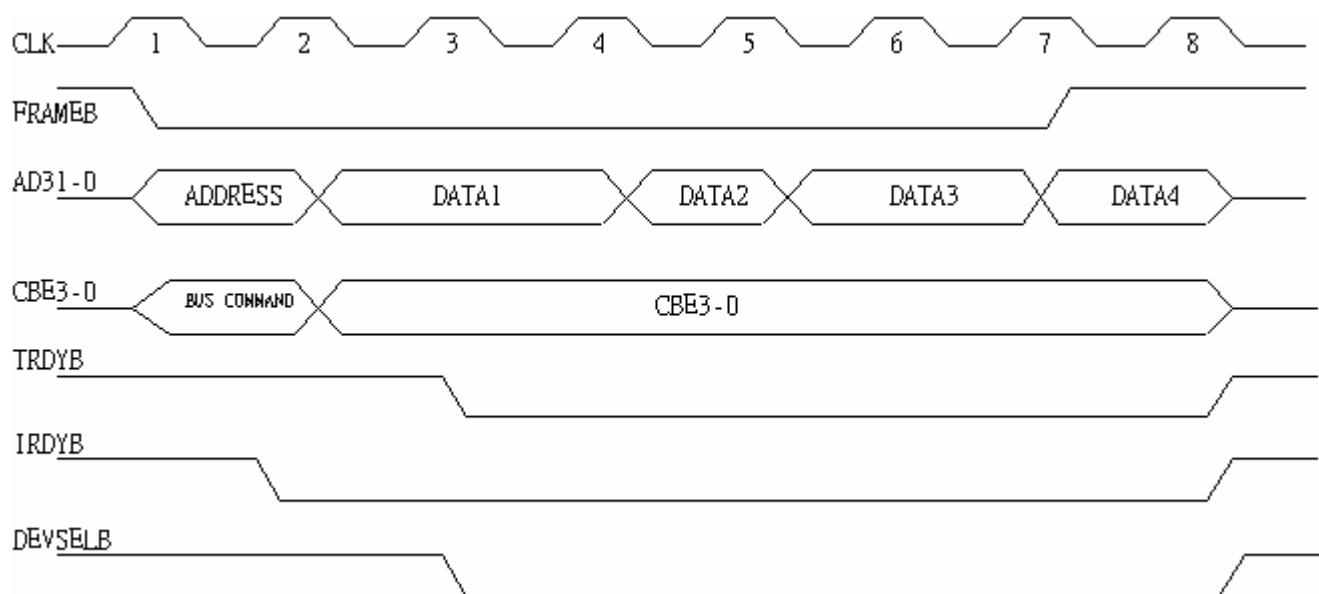 CLK 1 2 3 4 5 6 7 8
FRAMEB
AD31-0 ADDRESS DATA1 DATA2 DATA3 DATA4
CBE3-0 BUS COMMAND CBE3-0
TRDYB
IRDYB
DEVSELB